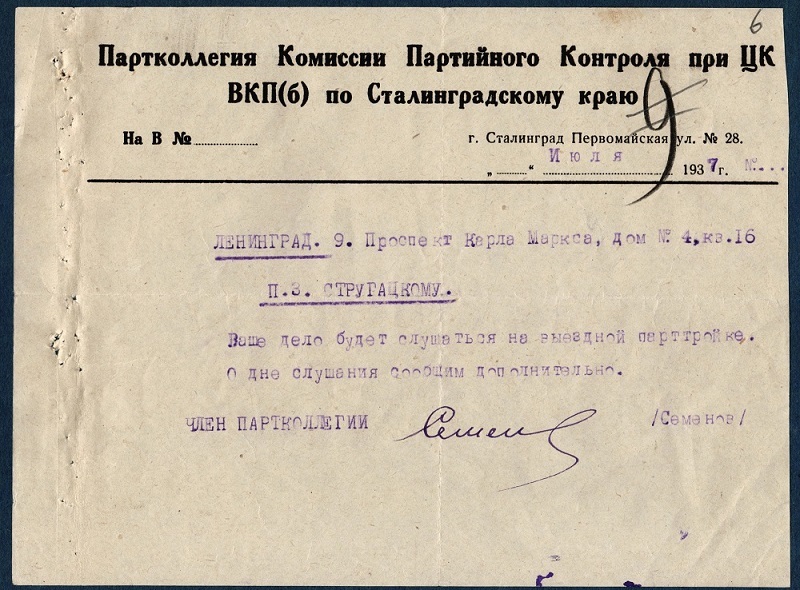 6
Партколлегия Комиссии Партийного Контроля при ЦК
ВКП(б) по Сталинградскому краю
9
На В №............ г. Сталинград Первомайская ул. № 28.
„......“ Июля 1937 г. №...
ЛЕНИНГРАД. 9. Проспект Карла Маркса, дом № 4, кв.16
П.З. СТРУГАЦКОМУ.
Ваше дело будет слушаться на выездной парттройке.
О дне слушания сообщим дополнительно.
ЧЛЕН ПАРТКОЛЛЕГИИ Семен /Семенов/